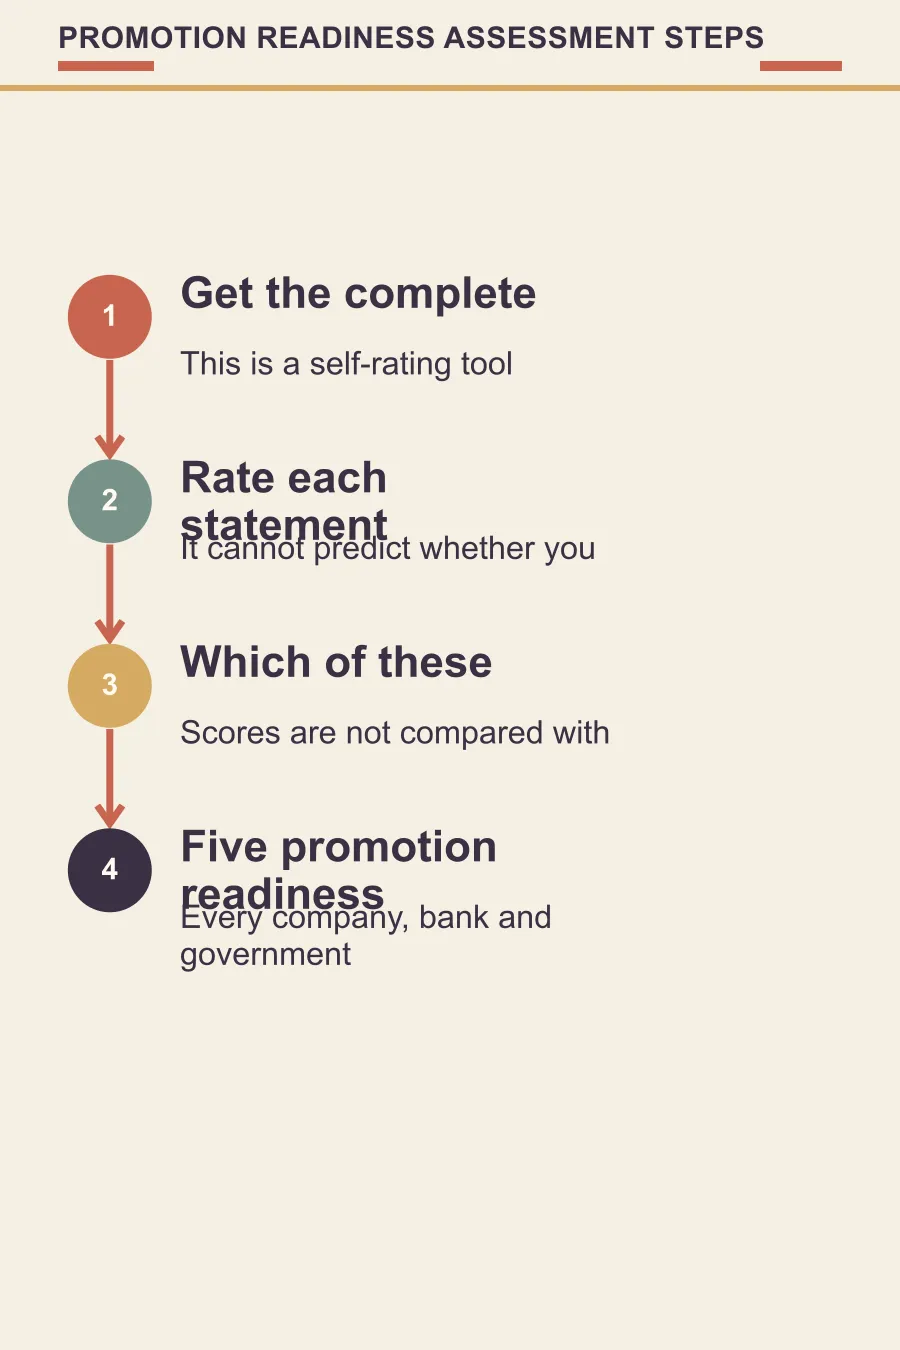 PROMOTION READINESS ASSESSMENT STEPS
1
Get the complete
This is a self-rating tool
2
Rate each
statement
It cannot predict whether you
3
Which of these
Scores are not compared with
4
Five promotion
readiness
Every company, bank and
government